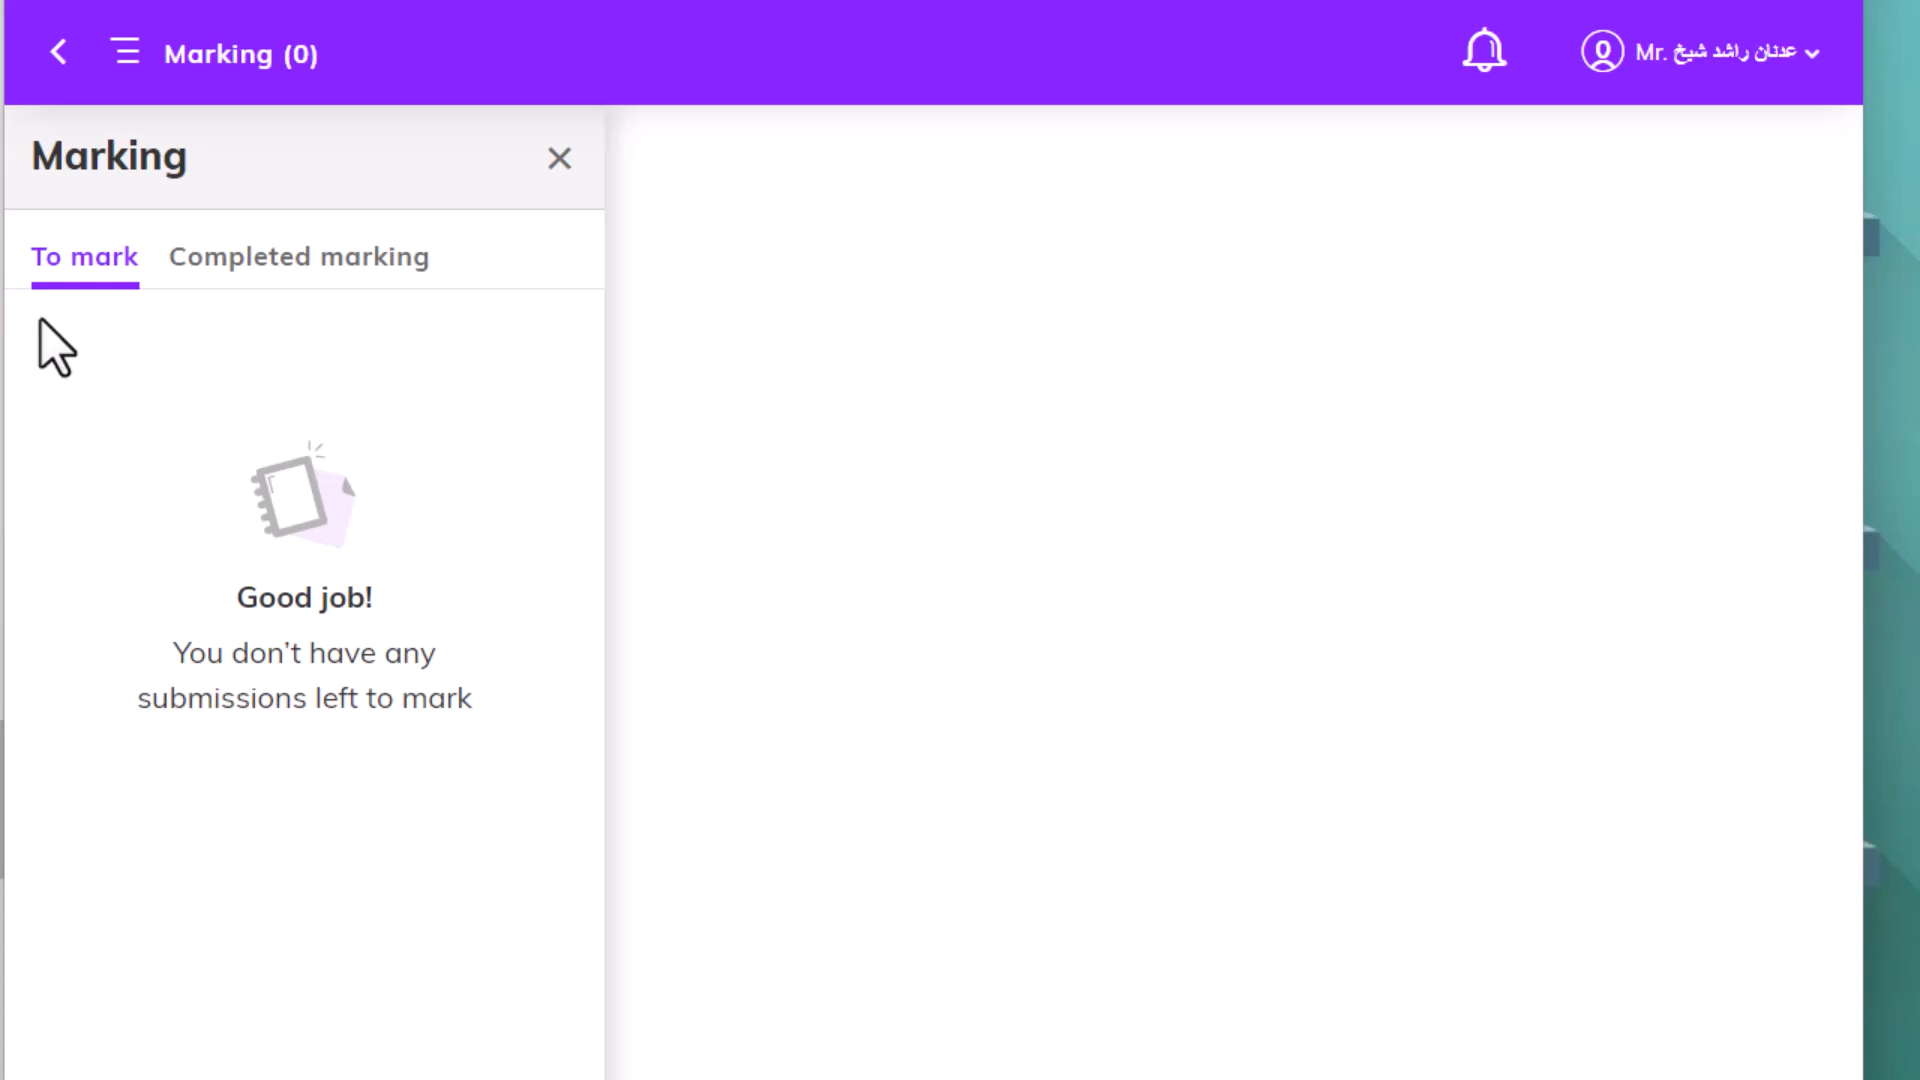 Marking (0)
Mr. عدنان راشد شيخ
Marking
To mark
Completed marking
Good job!
You don’t have any
submissions left to mark